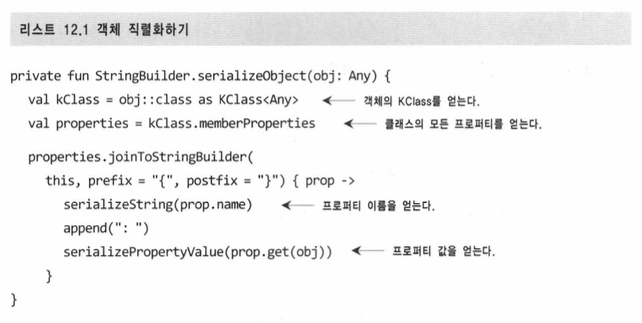 리스트 12.1 객체 직렬화하기
private fun StringBuilder.serializeObject(obj: Any) {
val kClass = obj::class as KClass<Any> ← 객체의 KClass를 얻는다.
val properties = kClass.memberProperties ← 클래스의 모든 프로퍼티를 얻는다.
properties.joinToStringBuilder(
this, prefix = "{", postfix = "}") { prop ->
serializeString(prop.name) ← 프로퍼티 이름을 얻는다.
append(": ")
serializePropertyValue(prop.get(obj)) ← 프로퍼티 값을 얻는다.
}
}